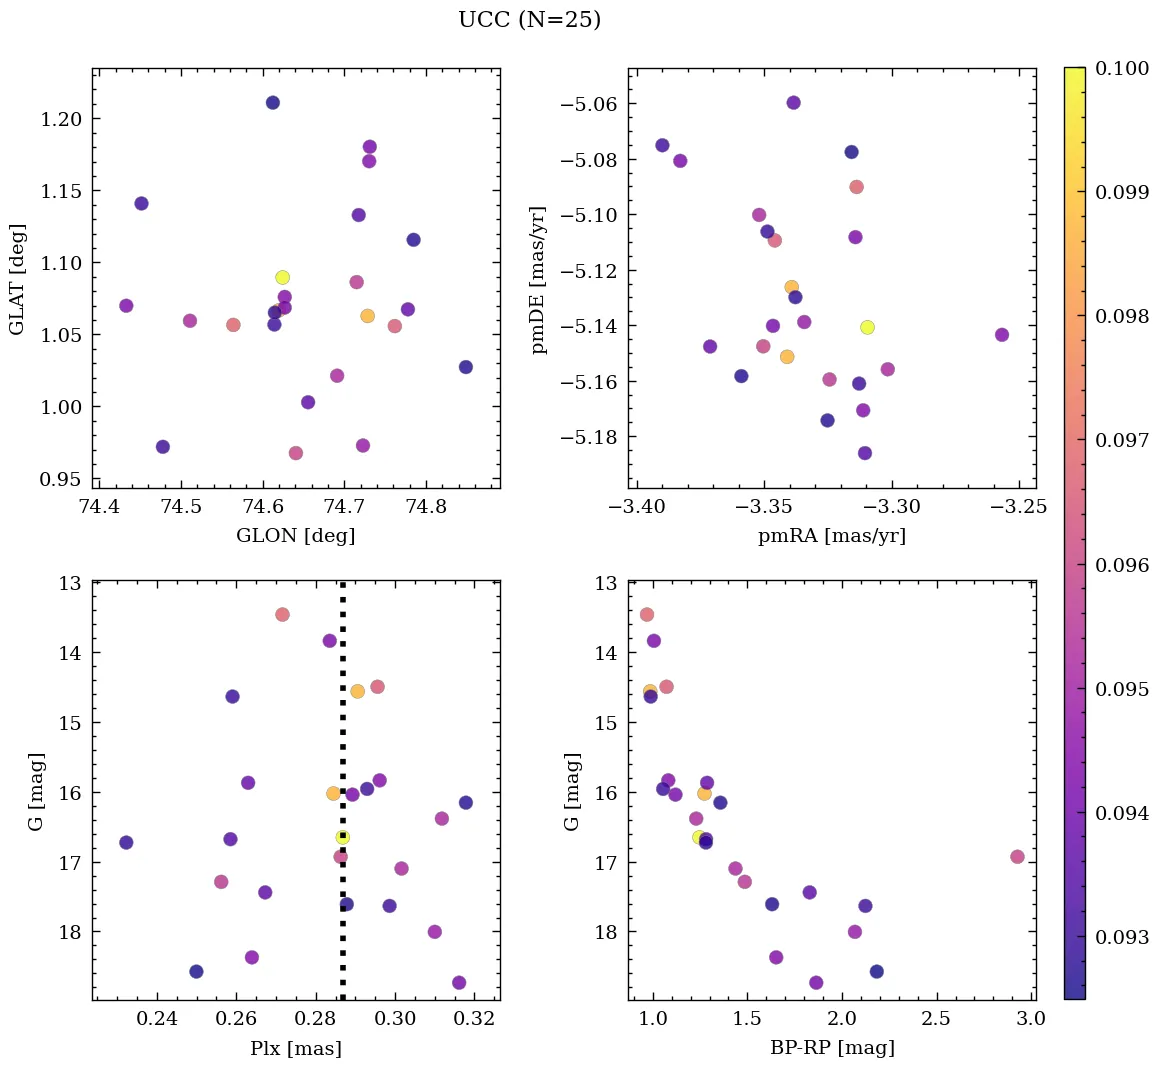 UCC (N=25)
1.20
1.15
1.10
1.05
1.00
0.95
GLAT [deg]
74.4 74.5 74.6 74.7 74.8
GLON [deg]
−5.06
−5.08
−5.10
−5.12
−5.14
−5.16
−5.18
pmDE [mas/yr]
−3.40 −3.35 −3.30 −3.25
pmRA [mas/yr]
13
14
15
16
17
18
G [mag]
0.24 0.26 0.28 0.30 0.32
Plx [mas]
13
14
15
16
17
18
G [mag]
1.0 1.5 2.0 2.5 3.0
BP-RP [mag]
0.100
0.099
0.098
0.097
0.096
0.095
0.094
0.093